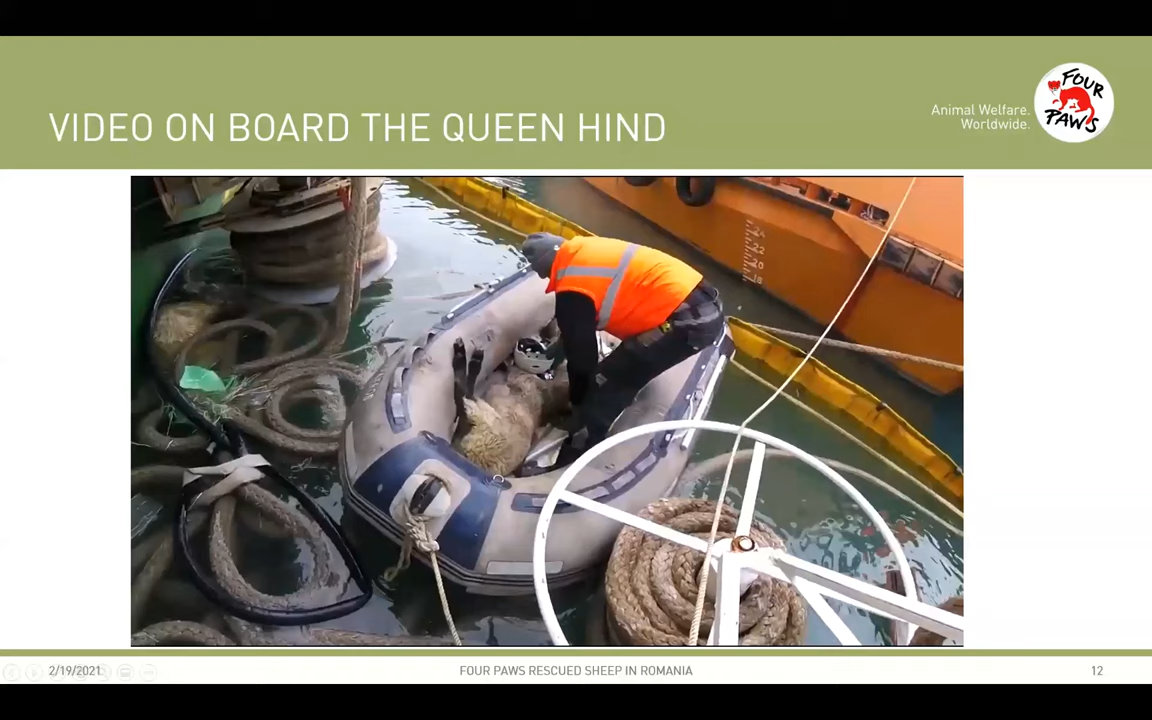 VIDEO ON BOARD THE QUEEN HIND
Animal Welfare.
Worldwide.
FOUR
PAWS
2/19/2021
FOUR PAWS RESCUED SHEEP IN ROMANIA
12